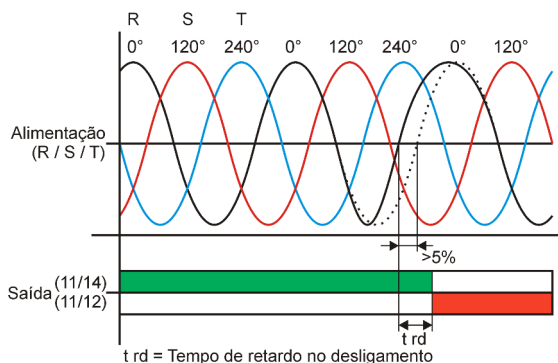 R S T
0° 120° 240° 0° 120° 240° 0° 120°
Alimentação
(R / S / T)
>5%
Saída (11/14)
(11/12)
t rd
t rd = Tempo de retardo no desligamento